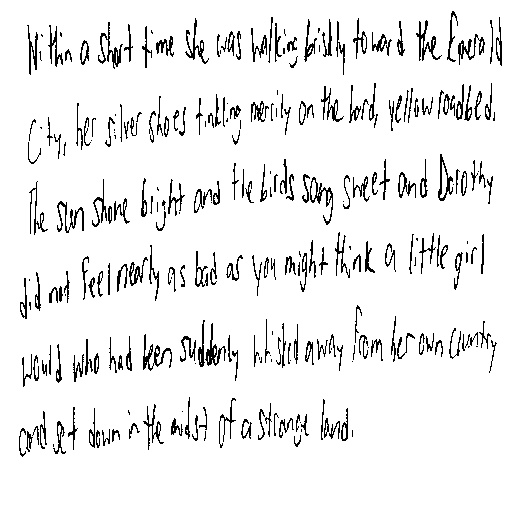 Within a short time she was walking briskly toward the Emerald
City, her silver shoes tinkling merrily on the hard, yellow roadbed.
The sun shone bright and the birds sang sweet and Dorothy
did not feel nearly as bad as you might think a little girl
would who had been suddenly whisked away from her own country
and set down in the midst of a strange land.